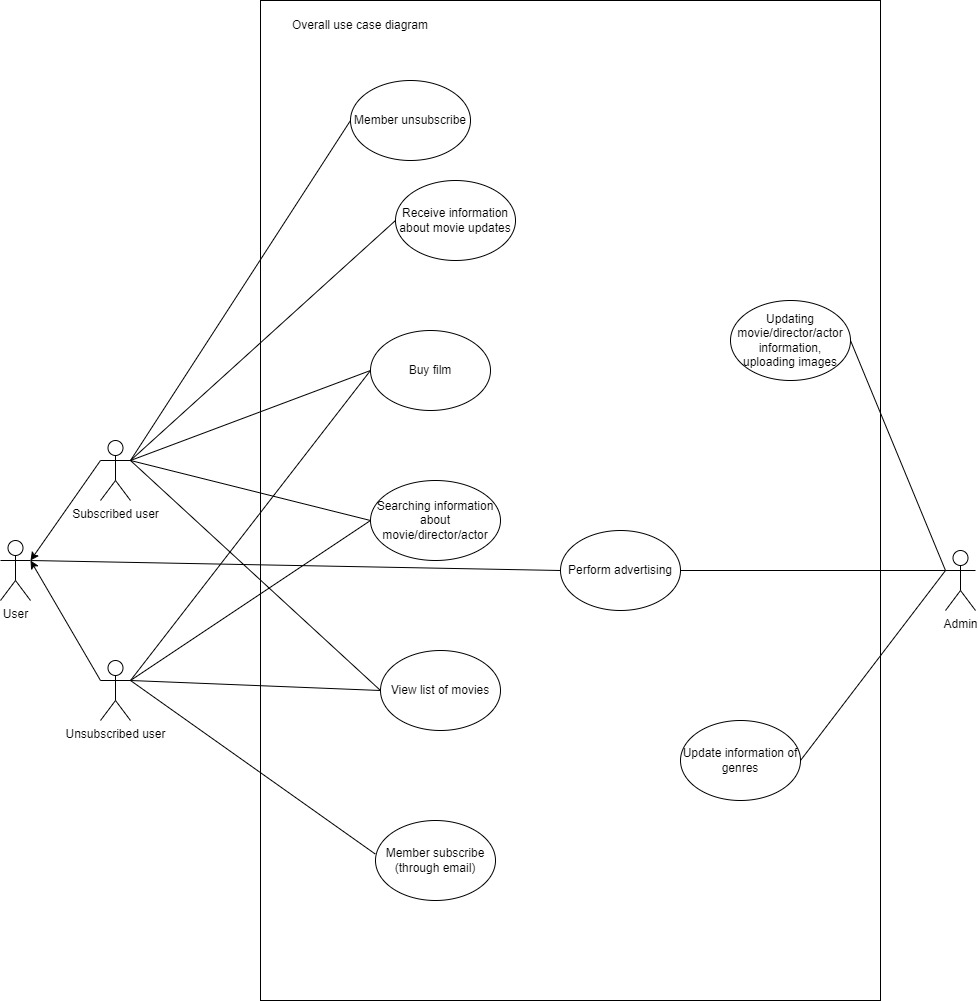 Overall use case diagram
Member unsubscribe
Receive information
about movie updates
Updating
movie/director/actor
information,
uploading images
Buy film
Subscribed user
Searching information
about
movie/director/actor
Perform advertising
User
Admin
View list of movies
Unsubscribed user
Update information of
genres
Member subscribe
(through email)